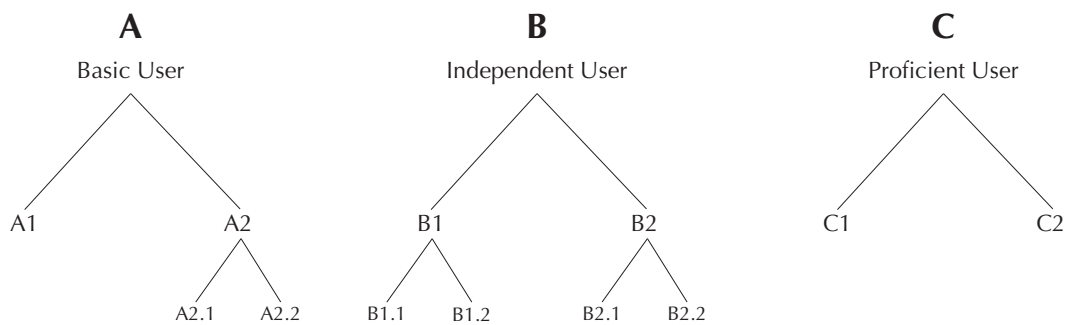 A B C
Basic User Independent User Proficient User
A1 A2 B1 B2 C1 C2
A2.1 A2.2 B1.1 B1.2 B2.1 B2.2